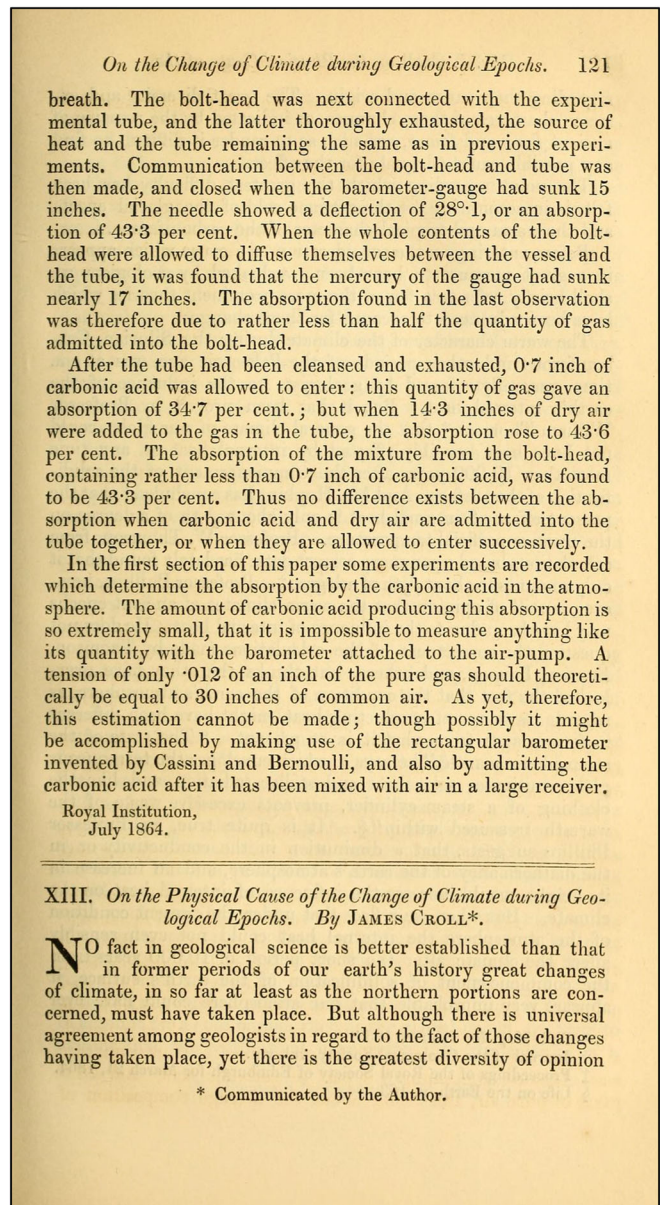 On the Change of Climate during Geological Epochs. 121
breath. The bolt-head was next connected with the experi-
mental tube, and the latter thoroughly exhausted, the source of
heat and the tube remaining the same as in previous experi-
ments. Communication between the bolt-head and tube was
then made, and closed when the barometer-gauge had sunk 15
inches. The needle showed a deflection of 28°·1, or an absorp-
tion of 43·3 per cent. When the whole contents of the bolt-
head were allowed to diffuse themselves between the vessel and
the tube, it was found that the mercury of the gauge had sunk
nearly 17 inches. The absorption found in the last observation
was therefore due to rather less than half the quantity of gas
admitted into the bolt-head.
After the tube had been cleansed and exhausted, 0·7 inch of
carbonic acid was allowed to enter: this quantity of gas gave an
absorption of 34·7 per cent.; but when 14·3 inches of dry air
were added to the gas in the tube, the absorption rose to 43·6
per cent. The absorption of the mixture from the bolt-head,
containing rather less than 0·7 inch of carbonic acid, was found
to be 43·3 per cent. Thus no difference exists between the ab-
sorption when carbonic acid and dry air are admitted into the
tube together, or when they are allowed to enter successively.
In the first section of this paper some experiments are recorded
which determine the absorption by the carbonic acid in the atmo-
sphere. The amount of carbonic acid producing this absorption is
so extremely small, that it is impossible to measure anything like
its quantity with the barometer attached to the air-pump. A
tension of only ·012 of an inch of the pure gas should theoreti-
cally be equal to 30 inches of common air. As yet, therefore,
this estimation cannot be made; though possibly it might
be accomplished by making use of the rectangular barometer
invented by Cassini and Bernoulli, and also by admitting the
carbonic acid after it has been mixed with air in a large receiver.
Royal Institution,
July 1864.
XIII. On the Physical Cause of the Change of Climate during Geo-
logical Epochs. By JAMES CROLL*.
NO fact in geological science is better established than that
in former periods of our earth's history great changes
of climate, in so far at least as the northern portions are con-
cerned, must have taken place. But although there is universal
agreement among geologists in regard to the fact of those changes
having taken place, yet there is the greatest diversity of opinion
* Communicated by the Author.